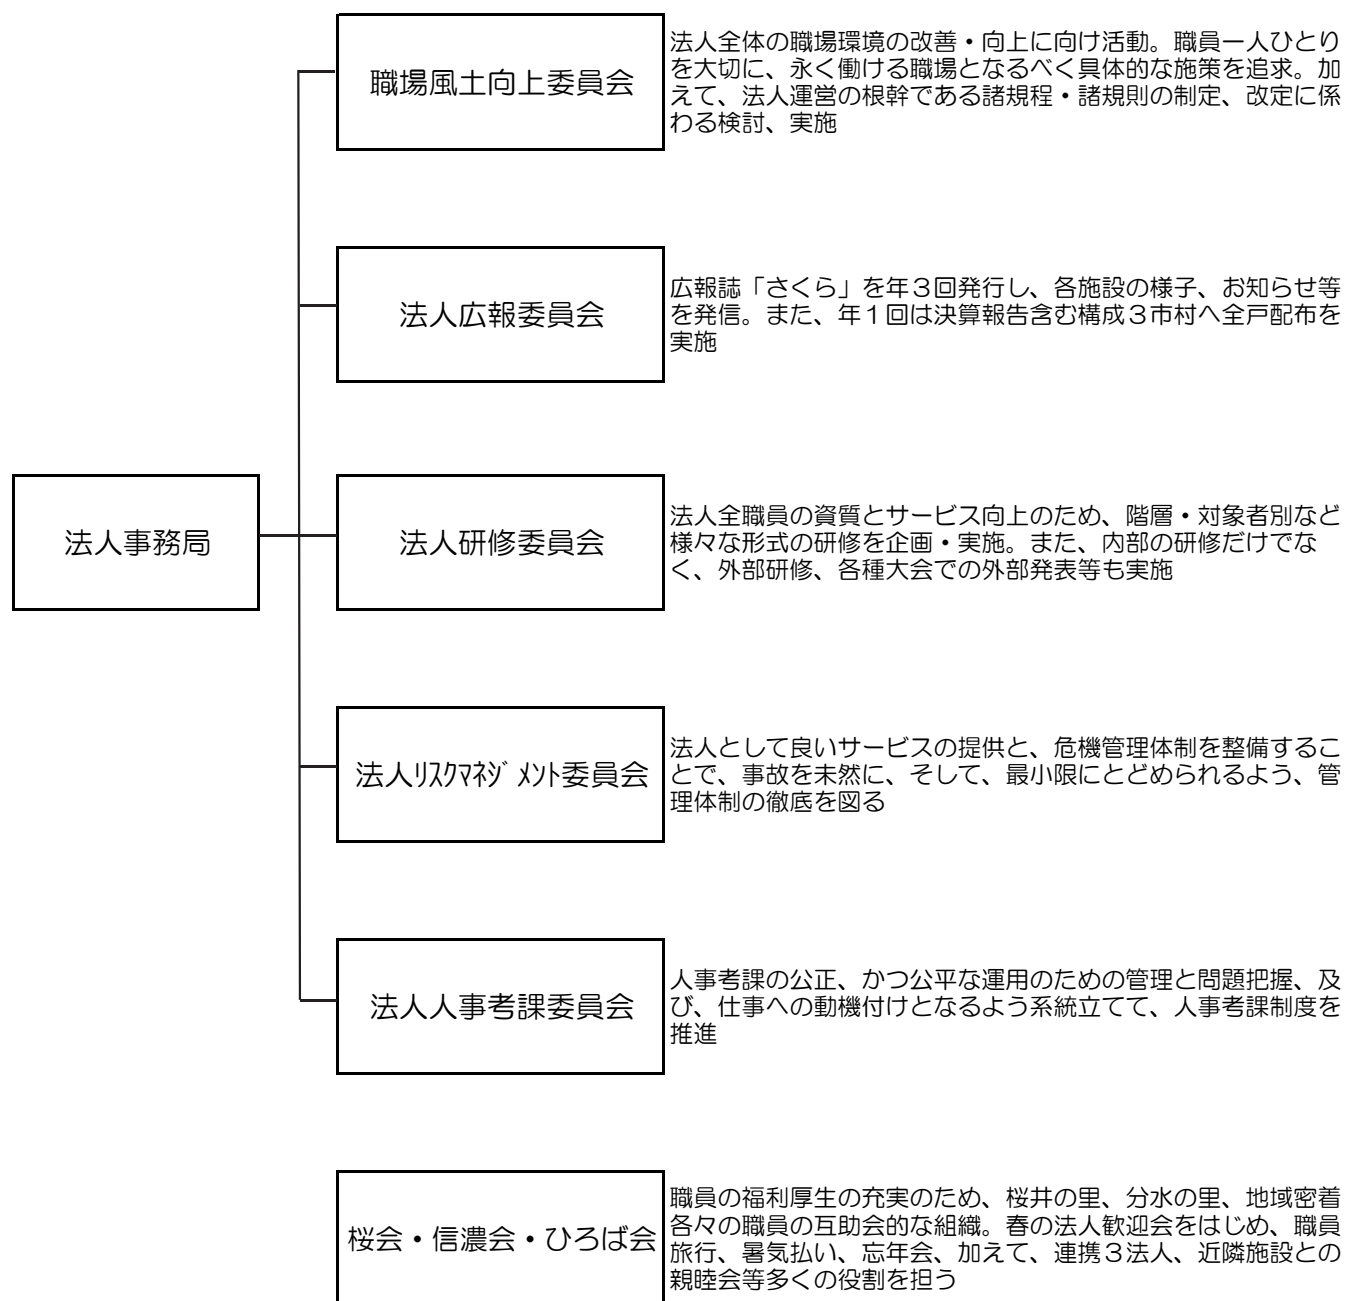 職場風土向上委員会
法人全体の職場環境の改善・向上に向け活動。職員一人ひとり
を大切に、永く働ける職場となるべく具体的な施策を追求。加
えて、法人運営の根幹である諸規程・諸規則の制定、改定に係
わる検討、実施
法人広報委員会
広報誌「さくら」を年３回発行し、各施設の様子、お知らせ等
を発信。また、年１回は決算報告含む構成３市村へ全戸配布を
実施
法人事務局
法人研修委員会
法人全職員の資質とサービス向上のため、階層・対象者別など
様々な形式の研修を企画・実施。また、内部の研修だけでな
く、外部研修、各種大会での外部発表等も実施
法人ﾘｽｸﾏﾈｼﾞﾒﾝﾄ委員会
法人として良いサービスの提供と、危機管理体制を整備するこ
とで、事故を未然に、そして、最小限にとどめられるよう、管
理体制の徹底を図る
法人人事考課委員会
人事考課の公正、かつ公平な運用のための管理と問題把握、及
び、仕事への動機付けとなるよう系統立てて、人事考課制度を
推進
桜会・信濃会・ひろば会
職員の福利厚生の充実のため、桜井の里、分水の里、地域密着
各々の職員の互助会的な組織。春の法人歓迎会をはじめ、職員
旅行、暑気払い、忘年会、加えて、連携３法人、近隣施設との
親睦会等多くの役割を担う